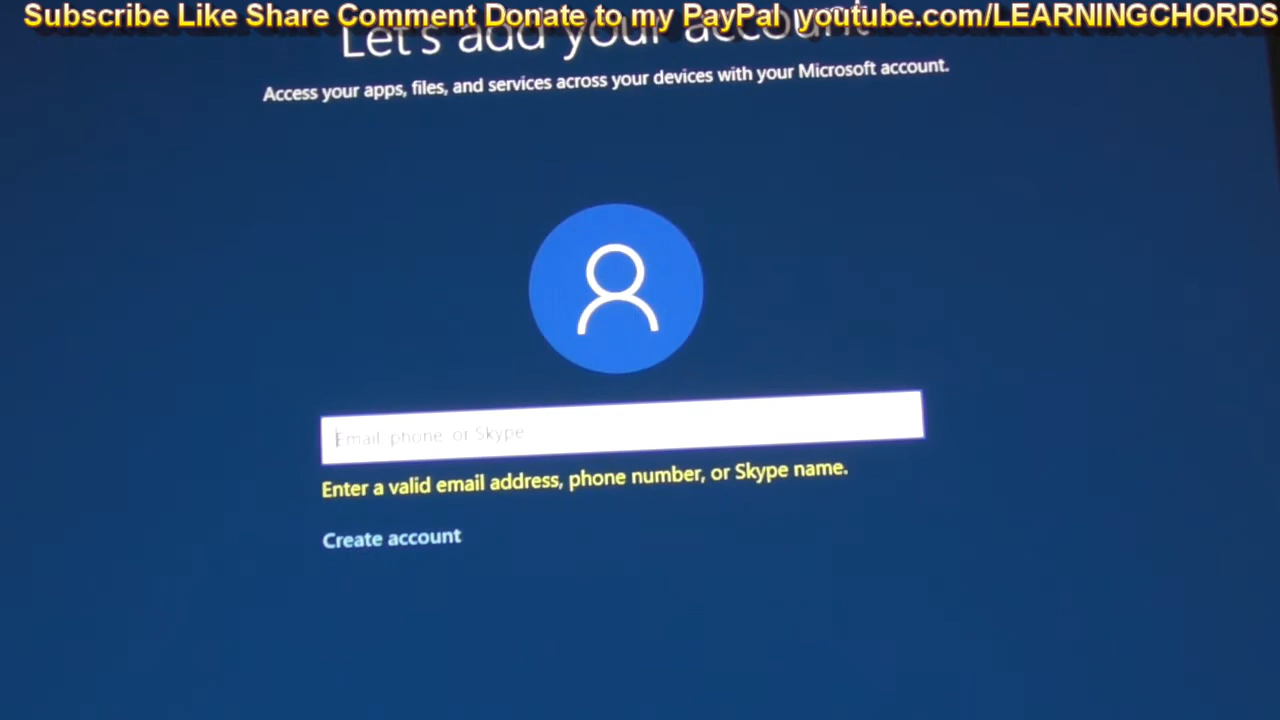 Subscribe Like Share Comment Donate to my PayPal youtube.com/LEARNINGCHORDS
Let's add your account
Access your apps, files, and services across your devices with your Microsoft account.
Email, phone, or Skype
Enter a valid email address, phone number, or Skype name.
Create account